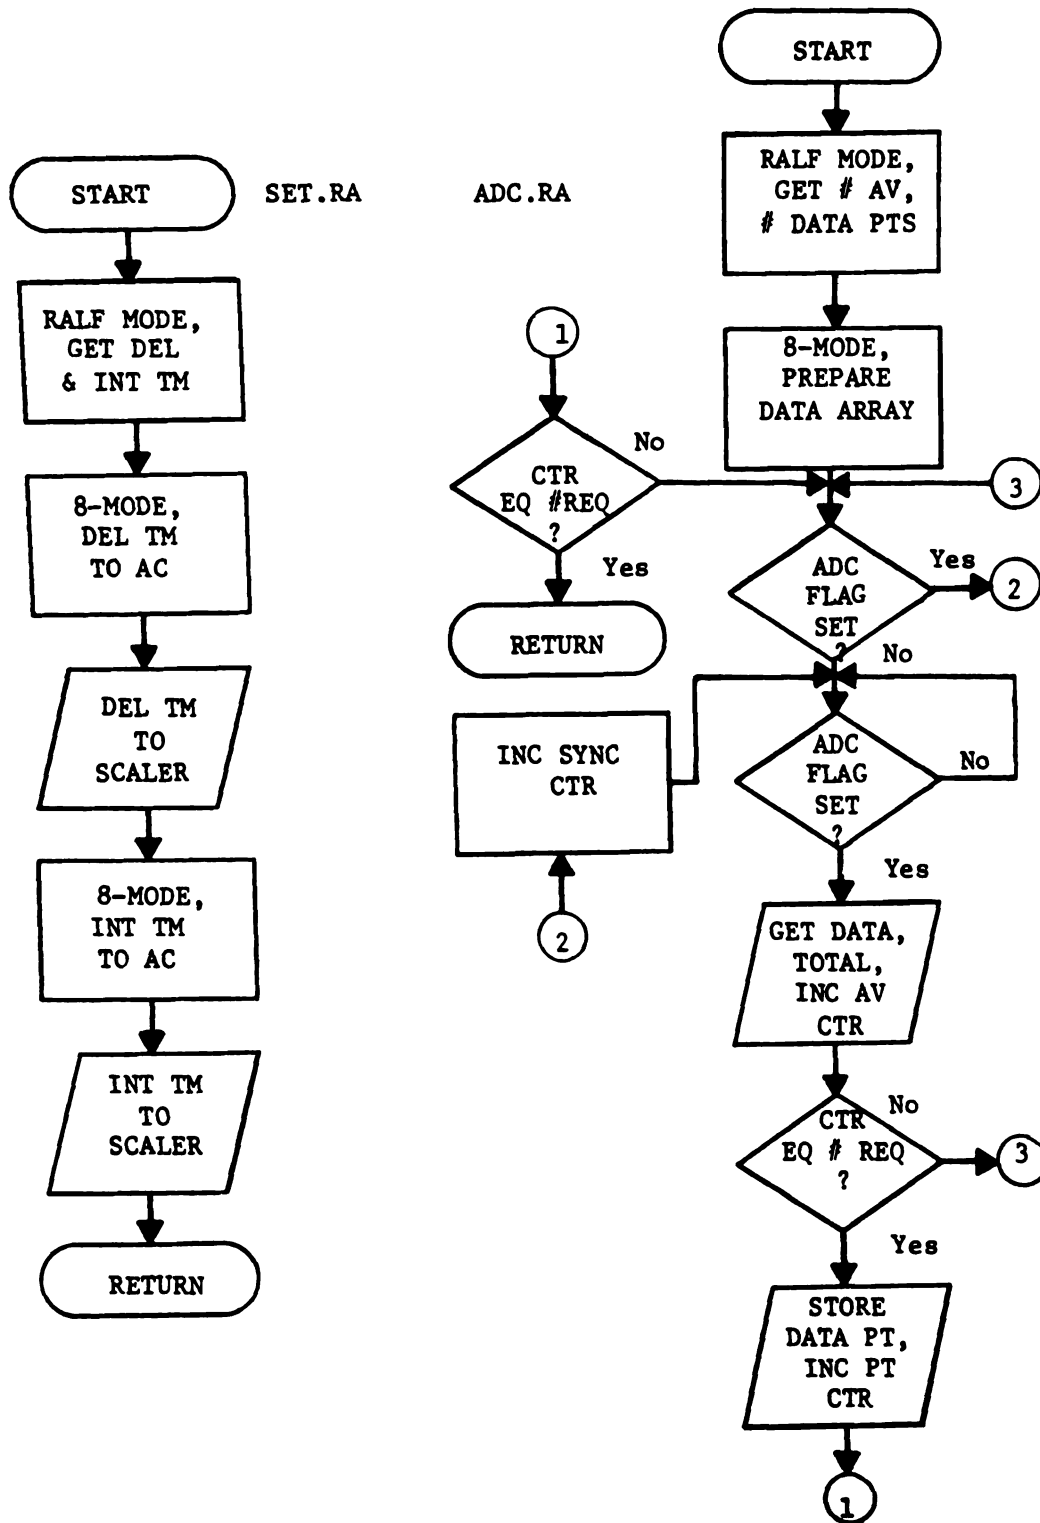 START
SET.RA
RALF MODE,
GET DEL
& INT TM
8-MODE,
DEL TM
TO AC
DEL TM
TO
SCALER
8-MODE,
INT TM
TO AC
INT TM
TO
SCALER
RETURN
ADC.RA
START
RALF MODE,
GET # AV,
# DATA PTS
8-MODE,
PREPARE
DATA ARRAY
1
CTR
EQ #REQ
?
No
Yes
RETURN
3
ADC
FLAG
SET
?
Yes
2
No
INC SYNC
CTR
2
ADC
FLAG
SET
?
No
Yes
GET DATA,
TOTAL,
INC AV
CTR
CTR
EQ # REQ
?
No
3
Yes
STORE
DATA PT,
INC PT
CTR
1